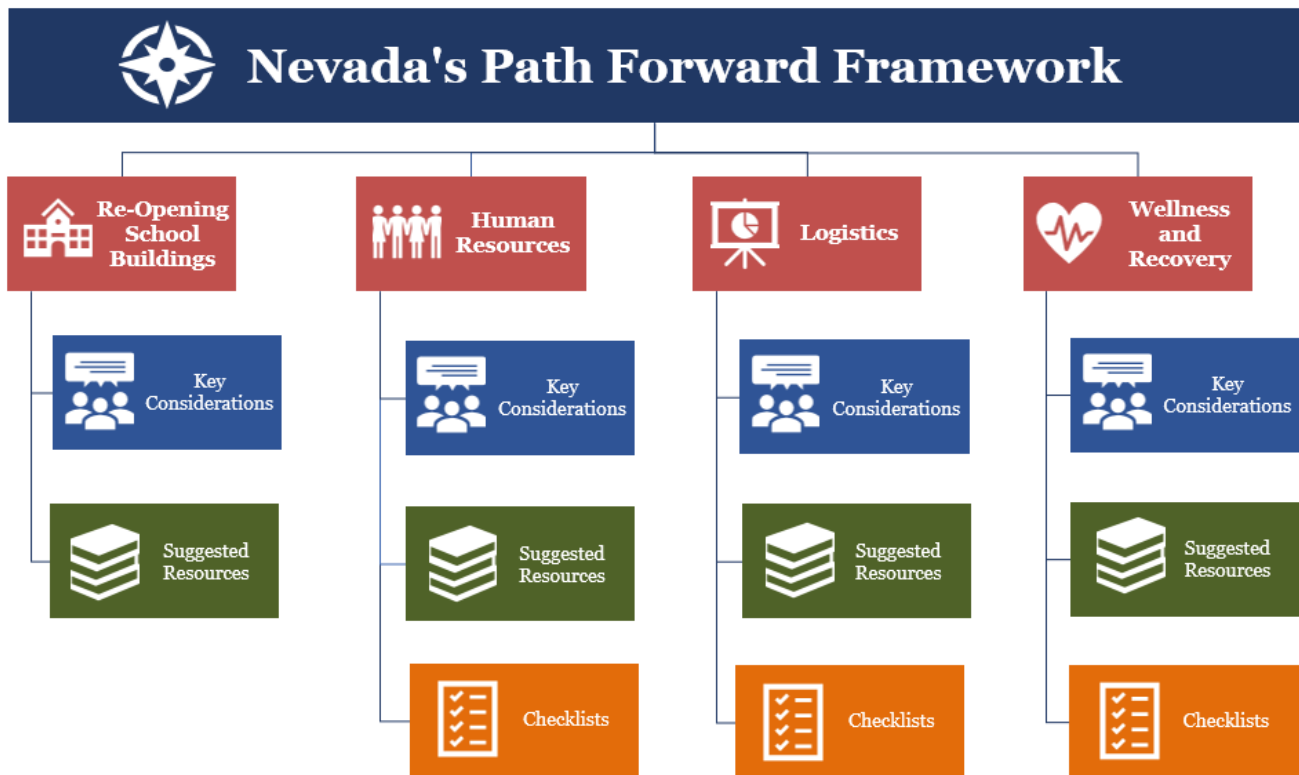 Nevada's Path Forward Framework
Re-Opening
School
Buildings
Human
Resources
Logistics
Wellness
and
Recovery
Key
Considerations
Key
Considerations
Key
Considerations
Key
Considerations
Suggested
Resources
Suggested
Resources
Suggested
Resources
Suggested
Resources
Checklists
Checklists
Checklists